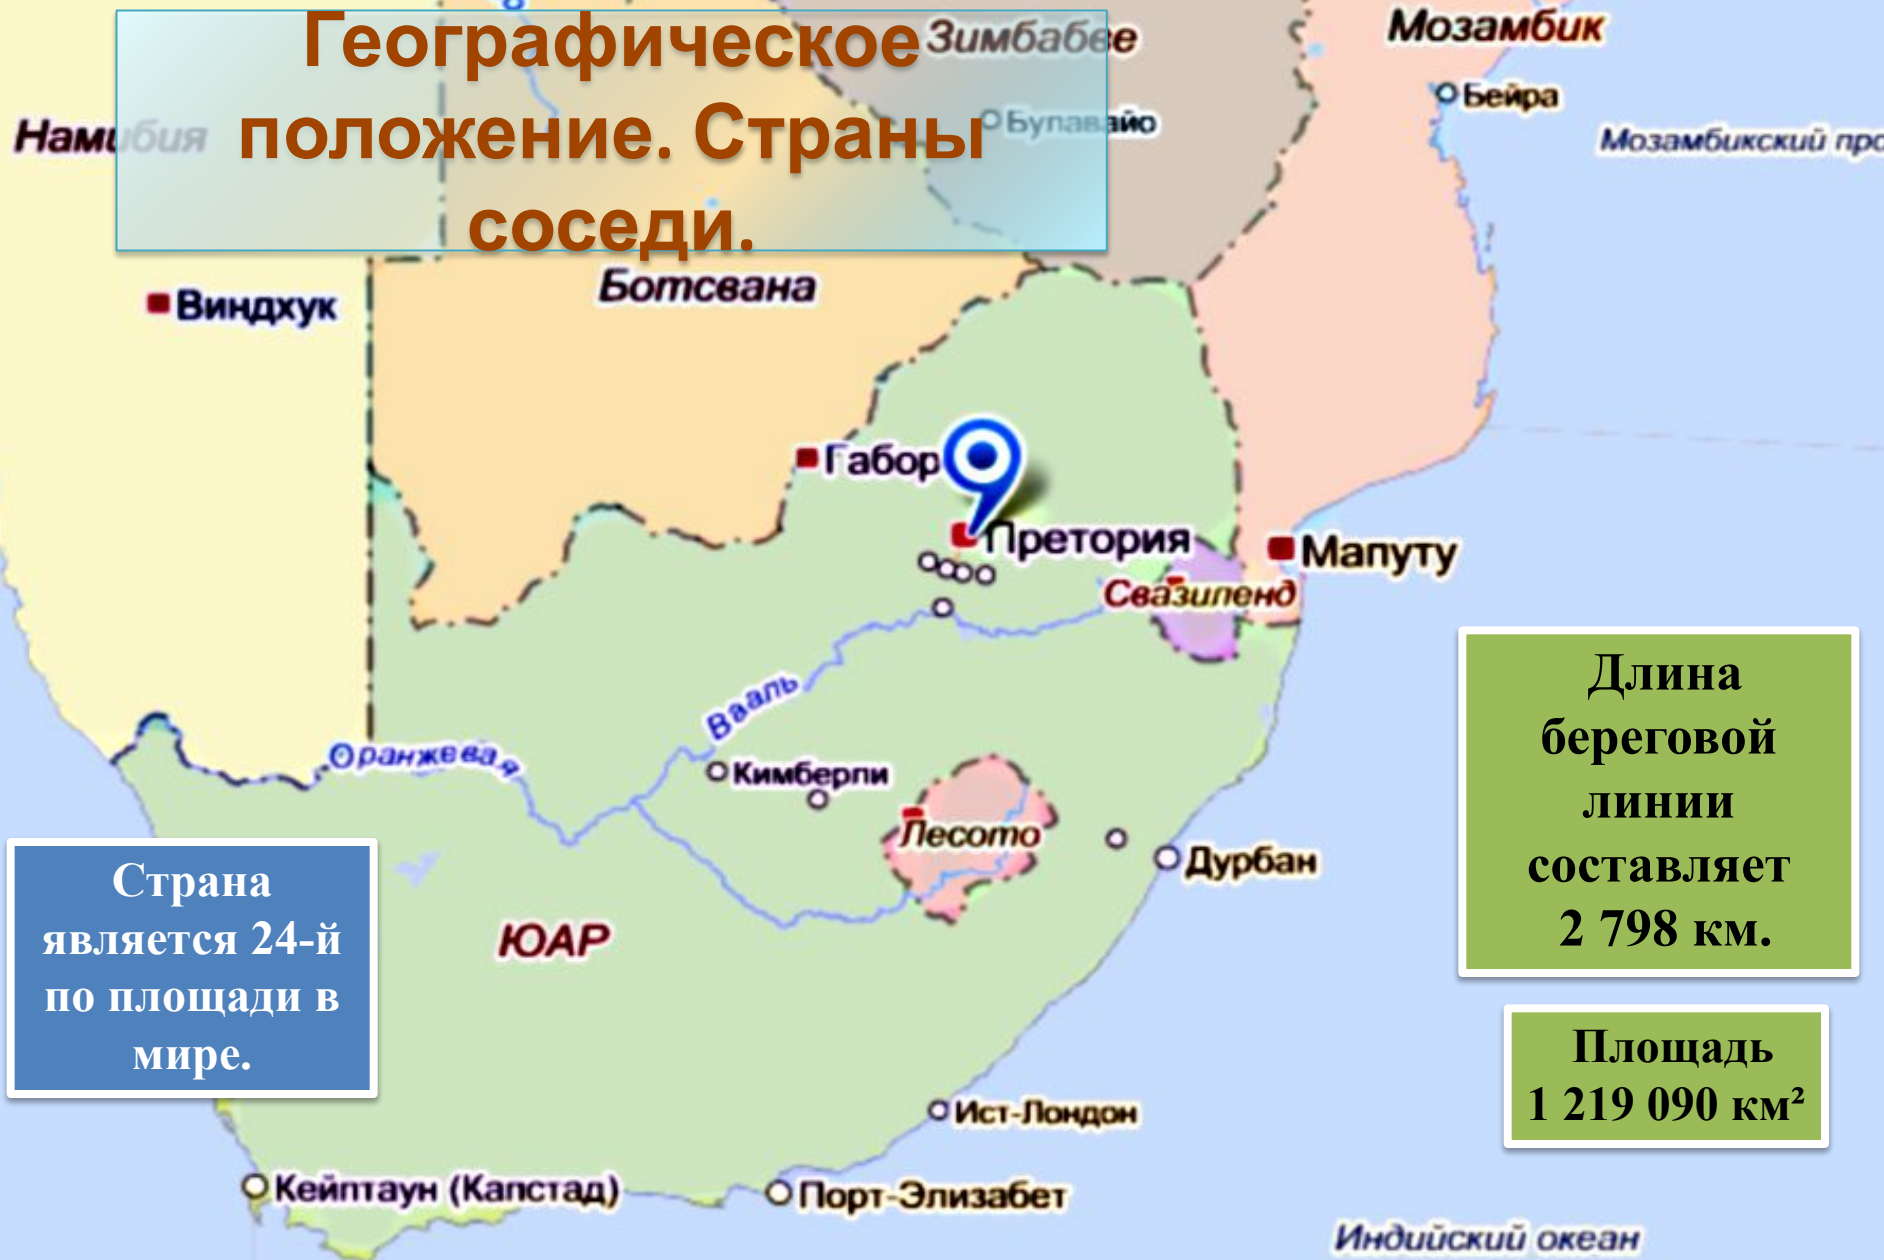 Географическое
положение. Страны
соседи.
Зимбабве
Мозамбик
Бейра
Булавайо
Намибия
Мозамбикский
Виндхук
Ботсвана
Претория
Мапуту
Свазиленд
Вааль
Оранжевая
Кимберли
Лесото
Дурбан
ЮАР
Ист-Лондон
Кейптаун (Капстад)
Порт-Элизабет
Индийский океан
Длина
береговой
линии
составляет
2 798 км.
Страна
является 24-й
по площади в
мире.
Площадь
1 219 090 км²